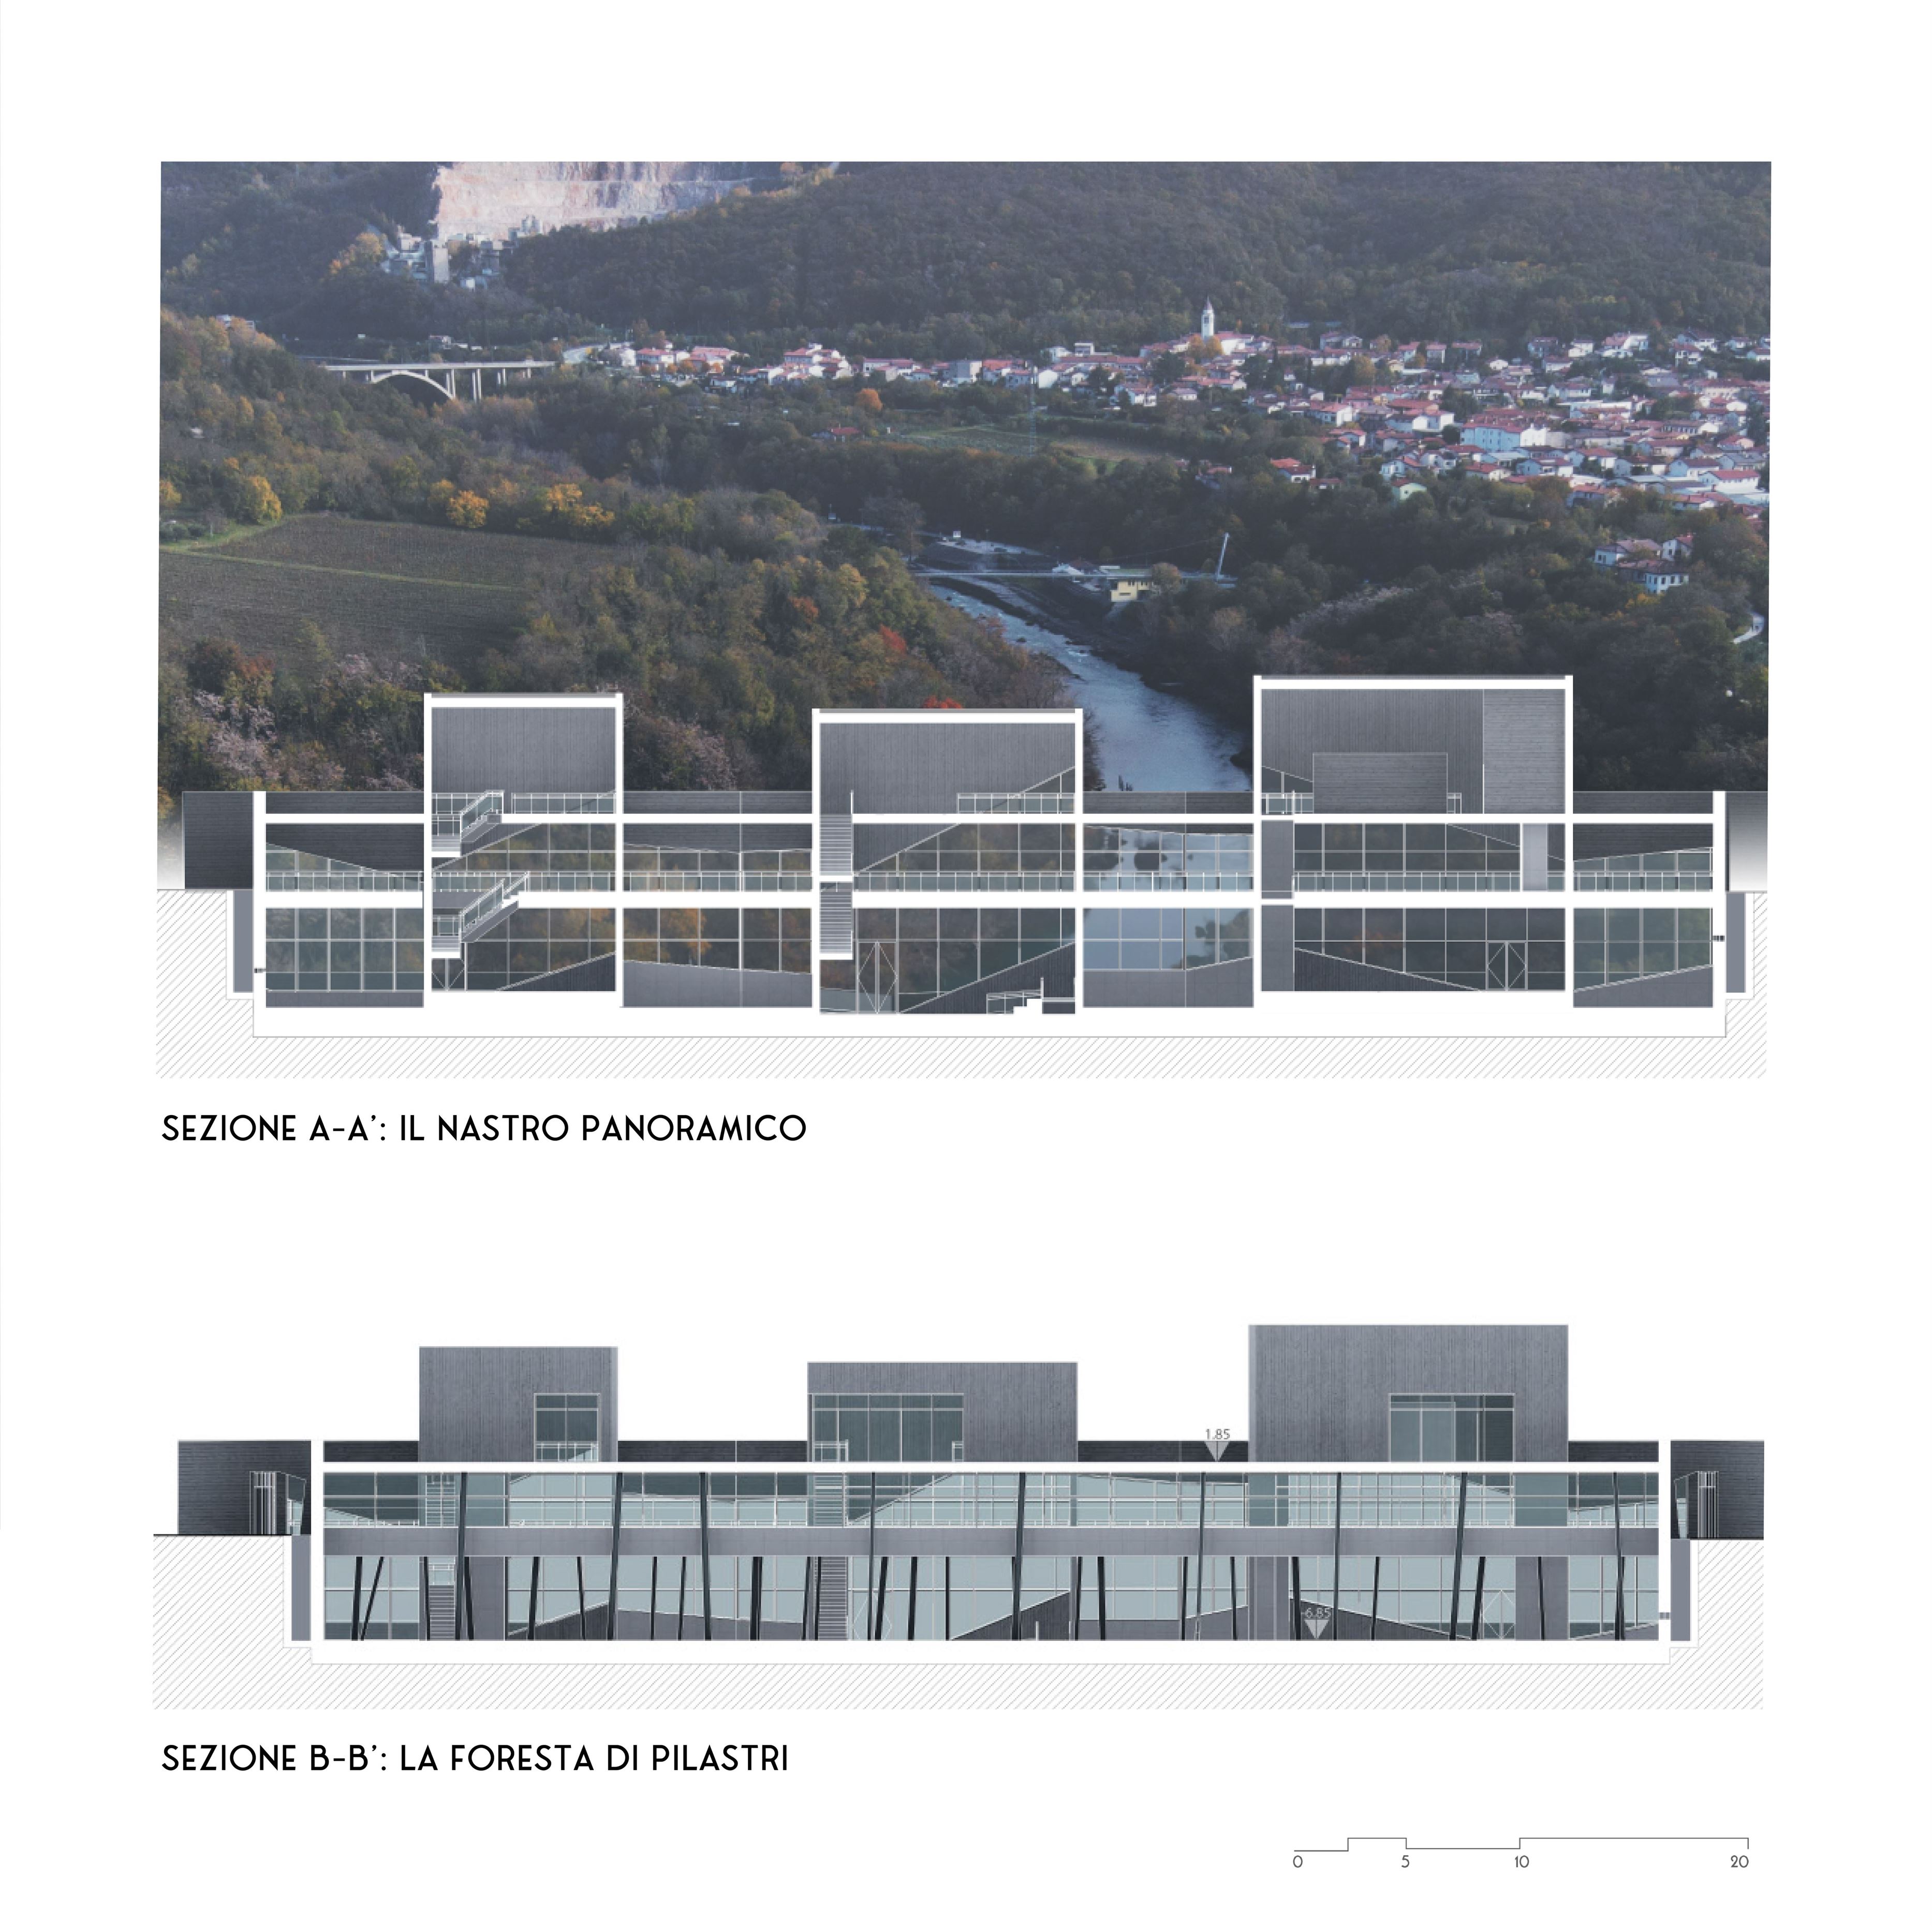 SEZIONE A-A': IL NASTRO PANORAMICO
1.85
-6.85
SEZIONE B-B': LA FORESTA DI PILASTRI
0 5 10 20